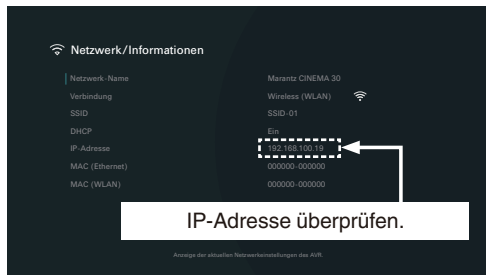 Netzwerk/Informationen
Netzwerk-Name Marantz CINEMA 30
Verbindung Wireless (WLAN)
SSID SSID-01
DHCP Ein
IP-Adresse 192.168.100.19
MAC (Ethernet) 000000-000000
MAC (WLAN) 000000-000000
IP-Adresse überprüfen.
Anzeige der aktuellen Netzwerkeinstellungen des AVR